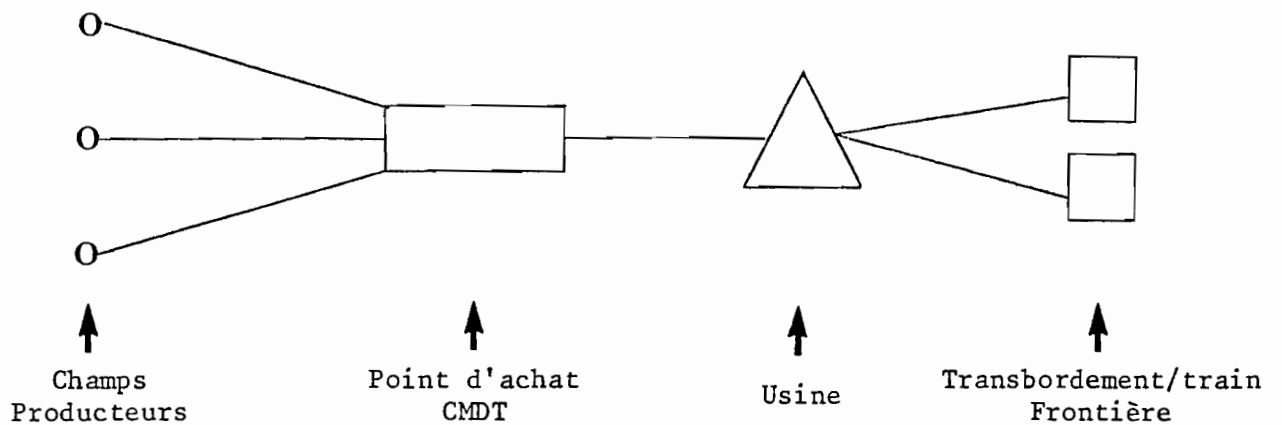 Champs
Producteurs
Point d'achat
CMDT
Usine
Transbordement/train
Frontière